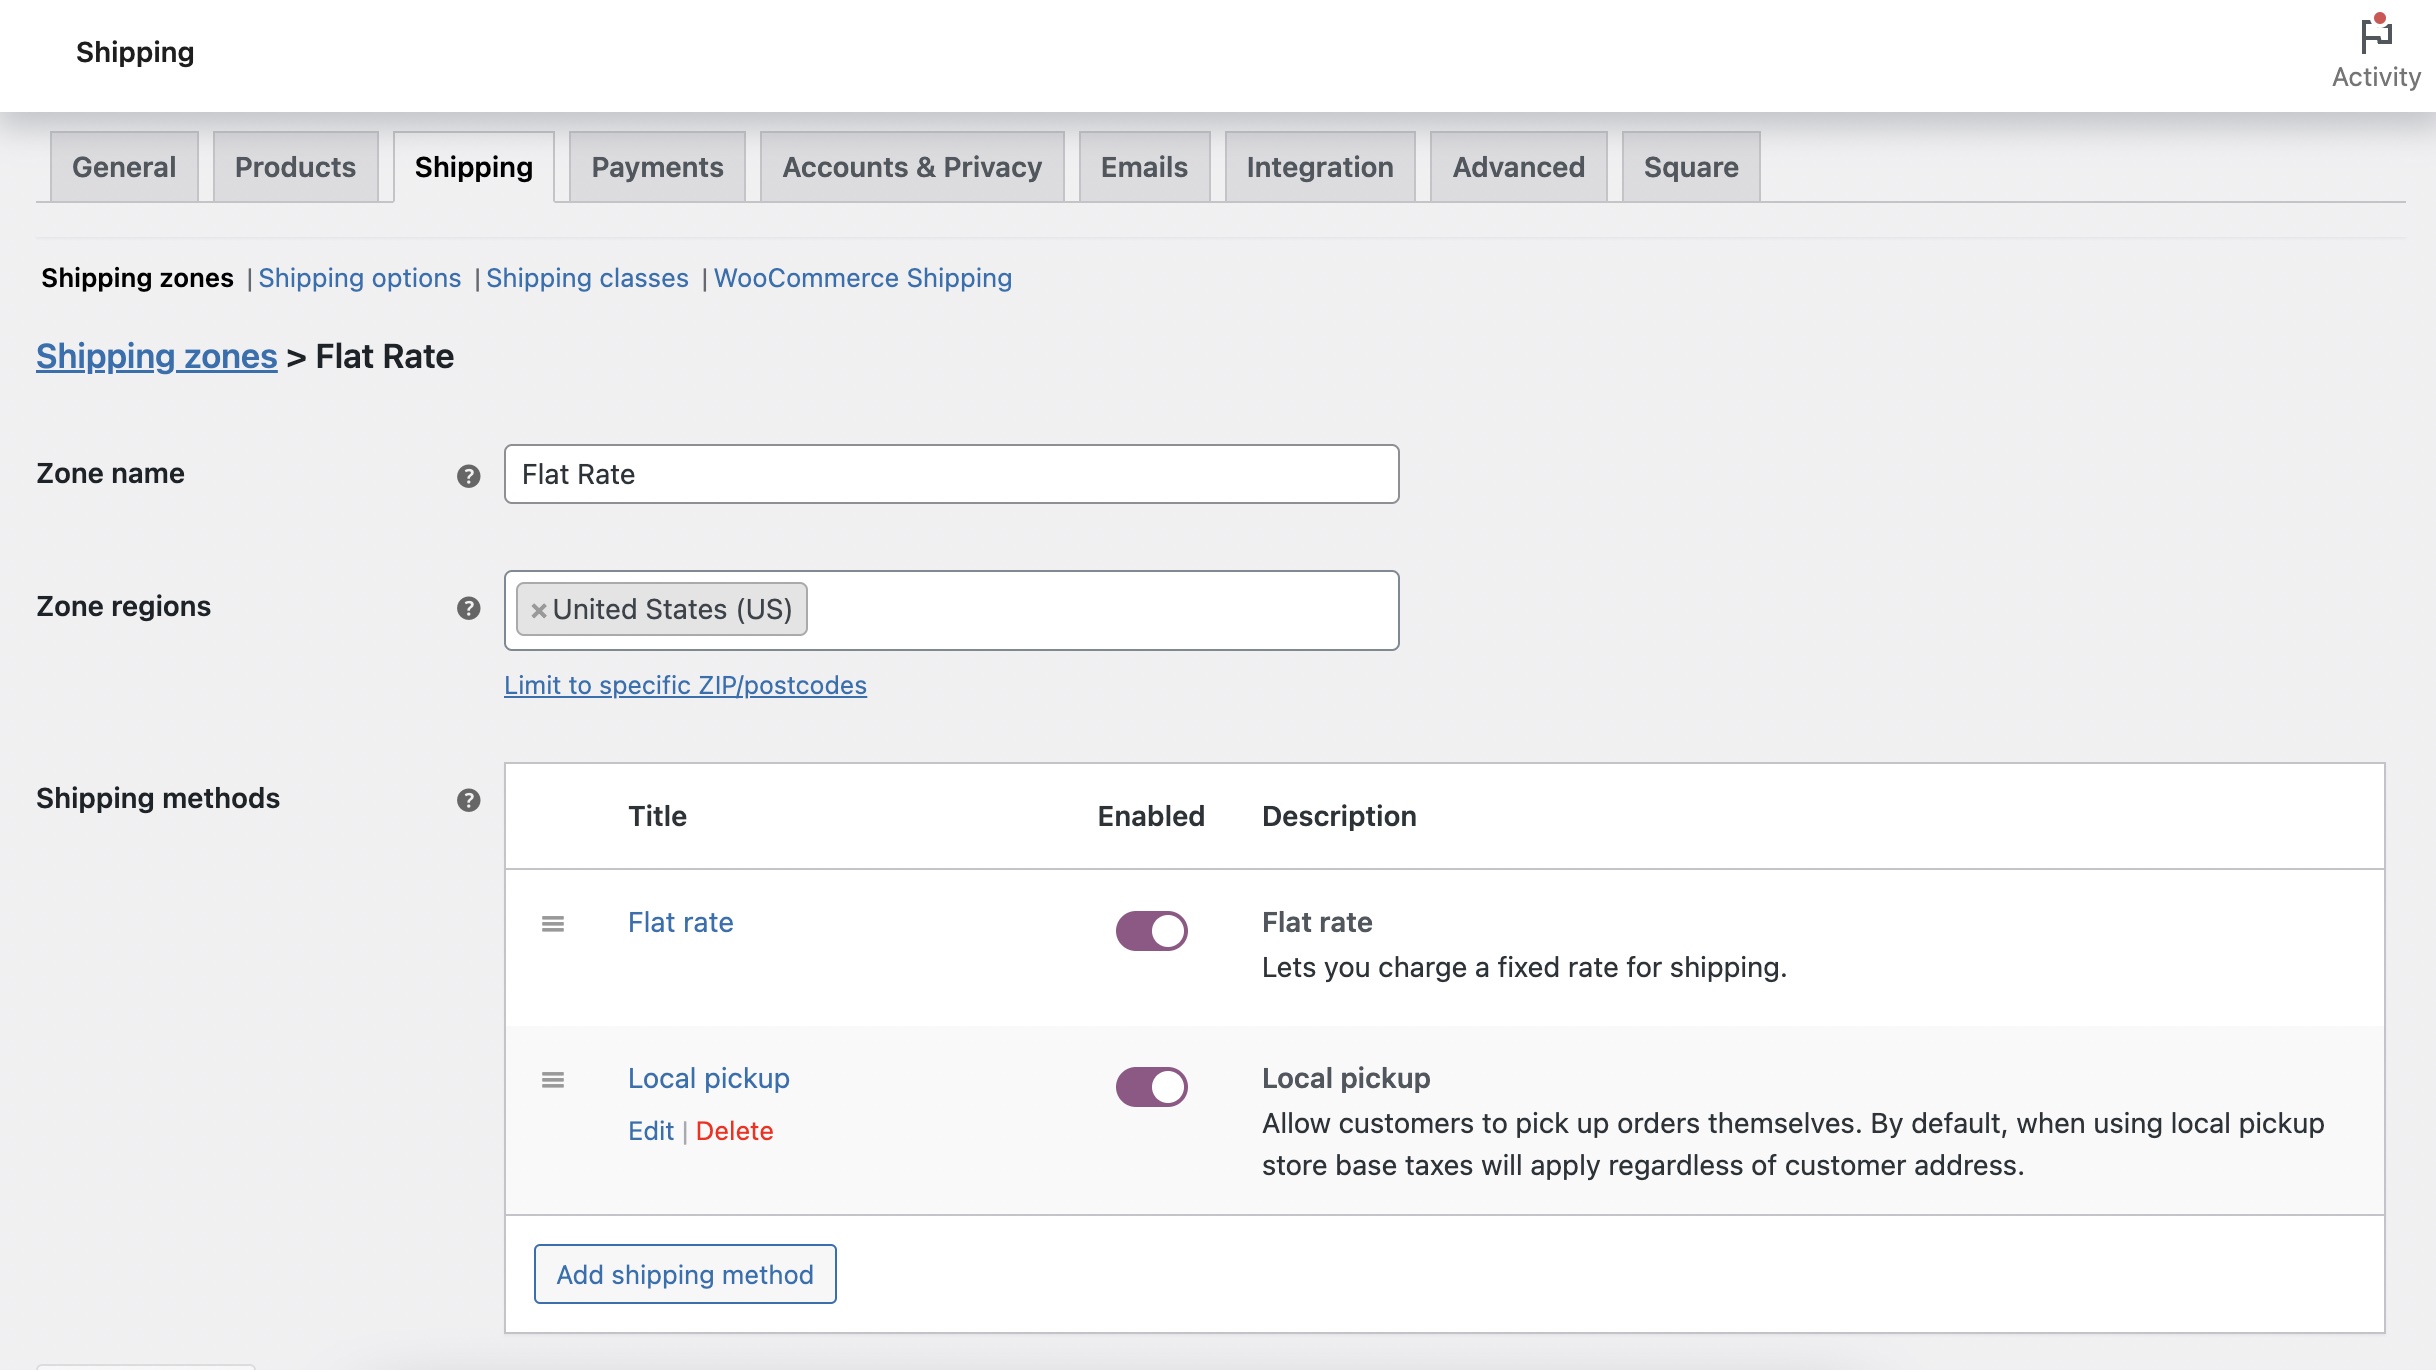 Shipping
Activity
General Products Shipping Payments Accounts & Privacy Emails Integration Advanced Square
Shipping zones | Shipping options | Shipping classes | WooCommerce Shipping
Shipping zones > Flat Rate
Zone name ? Flat Rate
Zone regions ? × United States (US)
Limit to specific ZIP/postcodes
Shipping methods ? Title Enabled Description
Flat rate Flat rate
Lets you charge a fixed rate for shipping.
Local pickup Local pickup
Edit | Delete Allow customers to pick up orders themselves. By default, when using local pickup
store base taxes will apply regardless of customer address.
Add shipping method